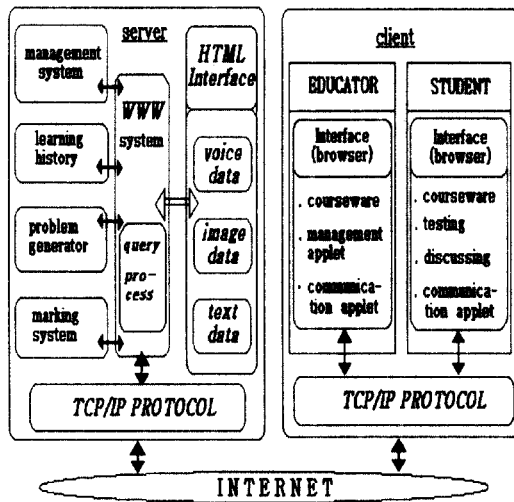 server
management
system
learning
history
problem
generator
marking
system
WWW
system
query
pro-
cess
HTML
Interface
voice
data
image
data
text
data
TCP/IP PROTOCOL
client
EDUCATOR
Interface
(browser)
. courseware
. management
applet
. communica-
tion applet
STUDENT
Interface
(browser)
. courseware
. testing
. discussing
. communica-
tion applet
TCP/IP PROTOCOL
INTERNET